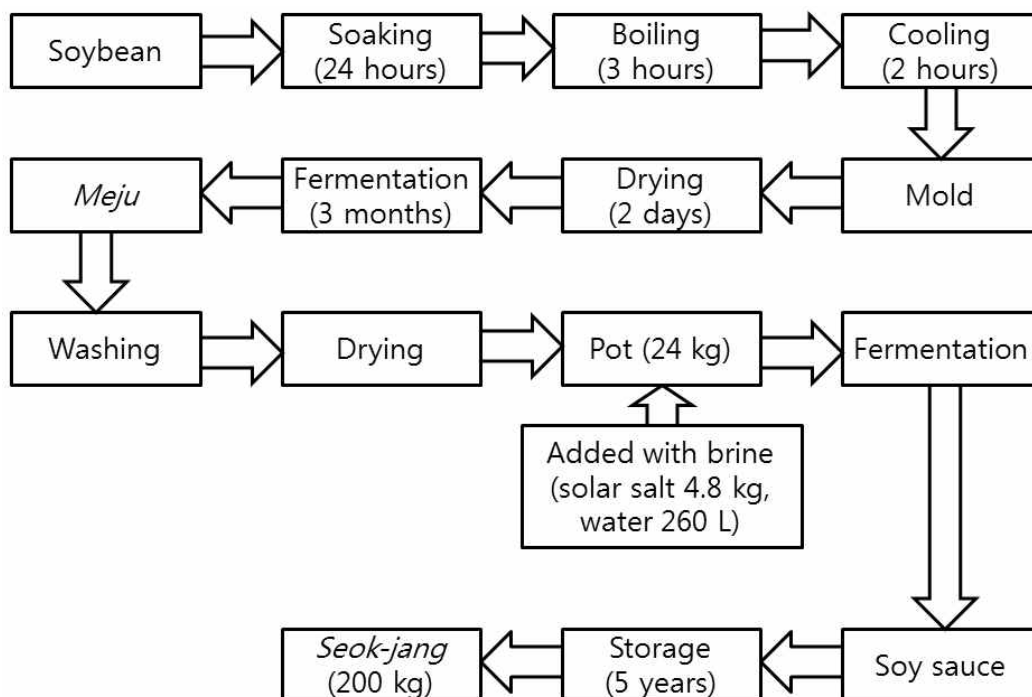 Soybean
Soaking
(24 hours)
Boiling
(3 hours)
Cooling
(2 hours)
Mold
Drying
(2 days)
Fermentation
(3 months)
Meju
Washing
Drying
Pot (24 kg)
Added with brine
(solar salt 4.8 kg,
water 260 L)
Fermentation
Soy sauce
Storage
(5 years)
Seok-jang
(200 kg)